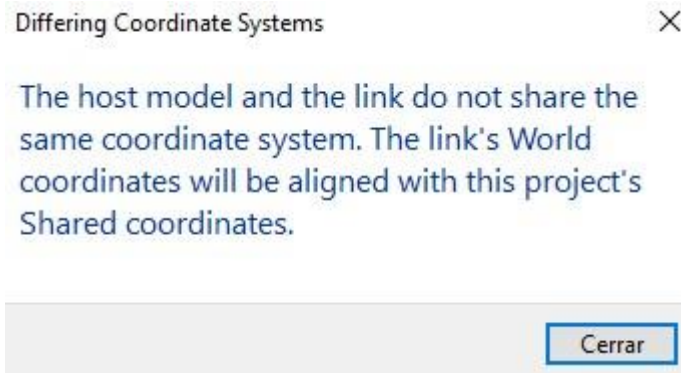 Differing Coordinate Systems
The host model and the link do not share the
same coordinate system. The link's World
coordinates will be aligned with this project's
Shared coordinates.
Cerrar